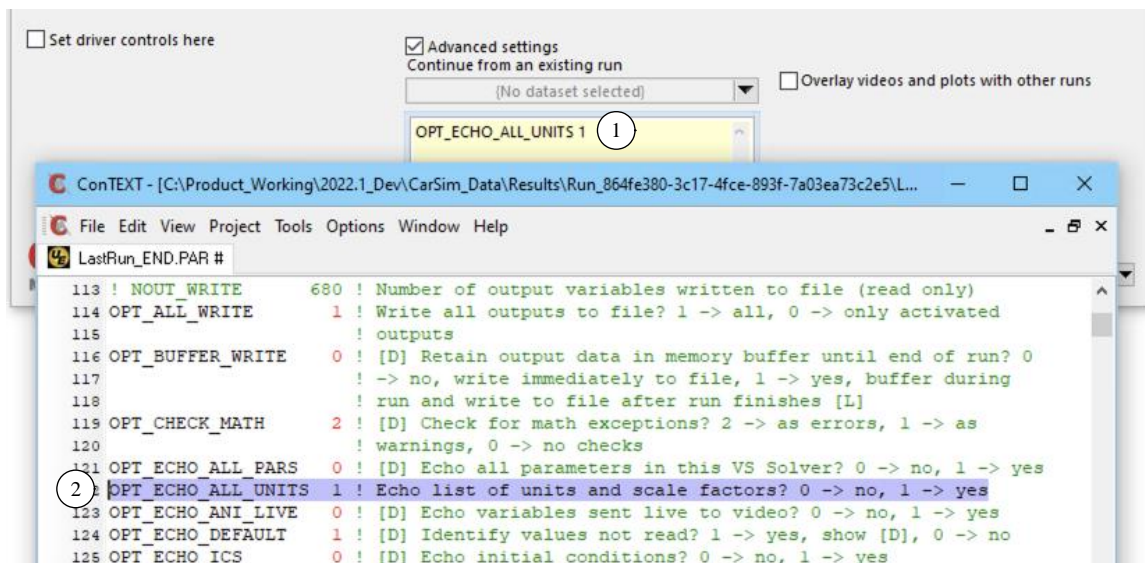 Set driver controls here
Advanced settings
Continue from an existing run
{No dataset selected}
Overlay videos and plots with other runs
OPT_ECHO_ALL_UNITS 1
1
ConTEXT - [C:\Product_Working\2022.1_Dev\CarSim_Data\Results\Run_864fe380-3c17-4fce-893f-7a03ea73c2e5\L...
File Edit View Project Tools Options Window Help
LastRun_END.PAR #
113 ! NOUT_WRITE 680 ! Number of output variables written to file (read only)
114 OPT_ALL_WRITE 1 ! Write all outputs to file? 1 -> all, 0 -> only activated
115 ! outputs
116 OPT_BUFFER_WRITE 0 ! [D] Retain output data in memory buffer until end of run? 0
117 ! -> no, write immediately to file, 1 -> yes, buffer during
118 ! run and write to file after run finishes [L]
119 OPT_CHECK_MATH 2 ! [D] Check for math exceptions? 2 -> as errors, 1 -> as
120 ! warnings, 0 -> no checks
121 OPT_ECHO_ALL_PARS 0 ! [D] Echo all parameters in this VS Solver? 0 -> no, 1 -> yes
2 OPT_ECHO_ALL_UNITS 1 ! Echo list of units and scale factors? 0 -> no, 1 -> yes
123 OPT_ECHO_ANI_LIVE 0 ! [D] Echo variables sent live to video? 0 -> no, 1 -> yes
124 OPT_ECHO_DEFAULT 1 ! [D] Identify values not read? 1 -> yes, show [D], 0 -> no
125 OPT_ECHO_ICS 0 ! [D] Echo initial conditions? 0 -> no, 1 -> yes